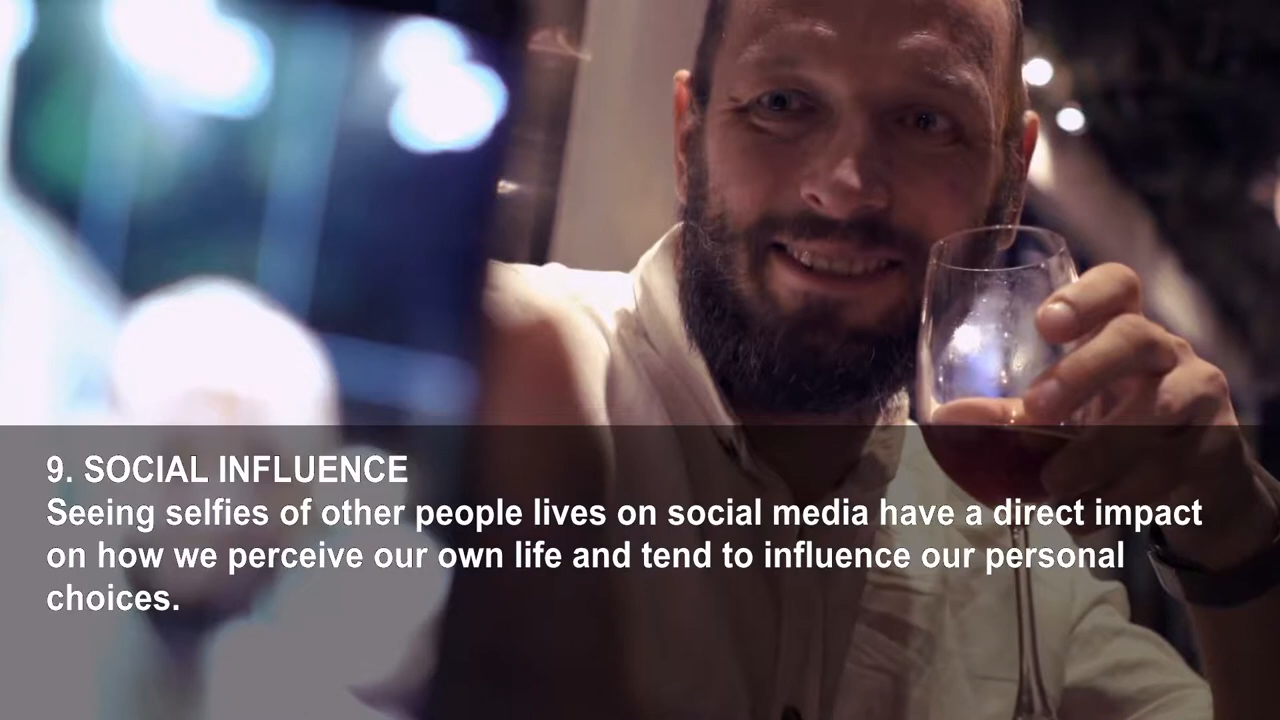 9. SOCIAL INFLUENCE
Seeing selfies of other people lives on social media have a direct impact
on how we perceive our own life and tend to influence our personal
choices.